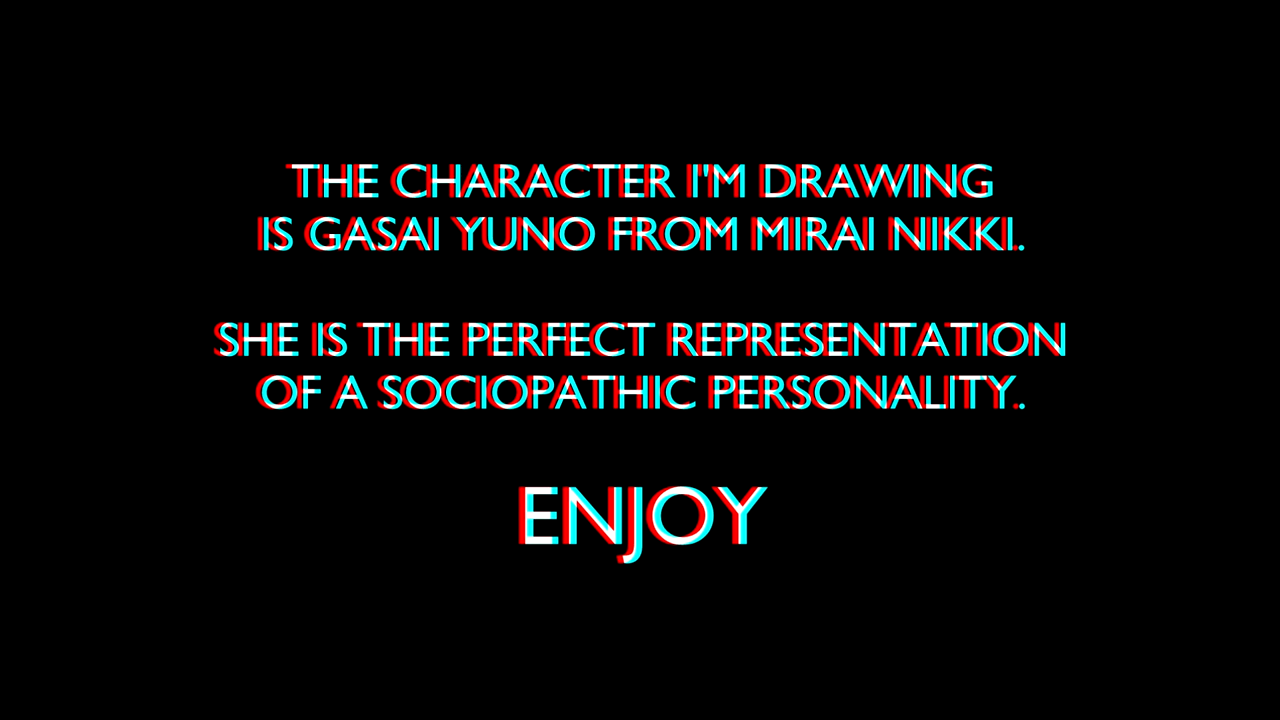 THE CHARACTER I"M DRAWING
IS GASAI YUNO FROM MIRAI NIKKI.
SHE IS THE PERFECT REPRESENTATION
OF A SOCIOPATHIC PERSONALITY.
ENJOY